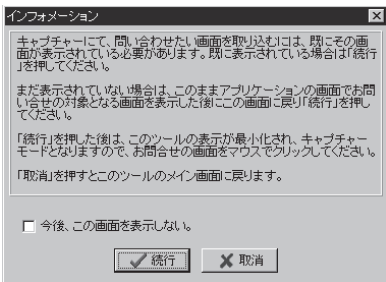 インフォメーション
キャプチャーにて、問い合わせたい画面を取り込むには、既にその画
面が表示されている必要があります。既に表示されている場合は「続行
」を押してください。
まだ表示されていない場合は、このままアプリケーションの画面でお問
い合せの対象となる画面を表示した後にこの画面に戻り「続行」を押し
てください。
「続行」を押した後は、このツールの表示が最小化され、キャプチャー
モードとなりますので、お問合せの画面をマウスでクリックしてください。
「取消」を押すとこのツールのメイン画面に戻ります。
今後、この画面を表示しない。
続行
取消